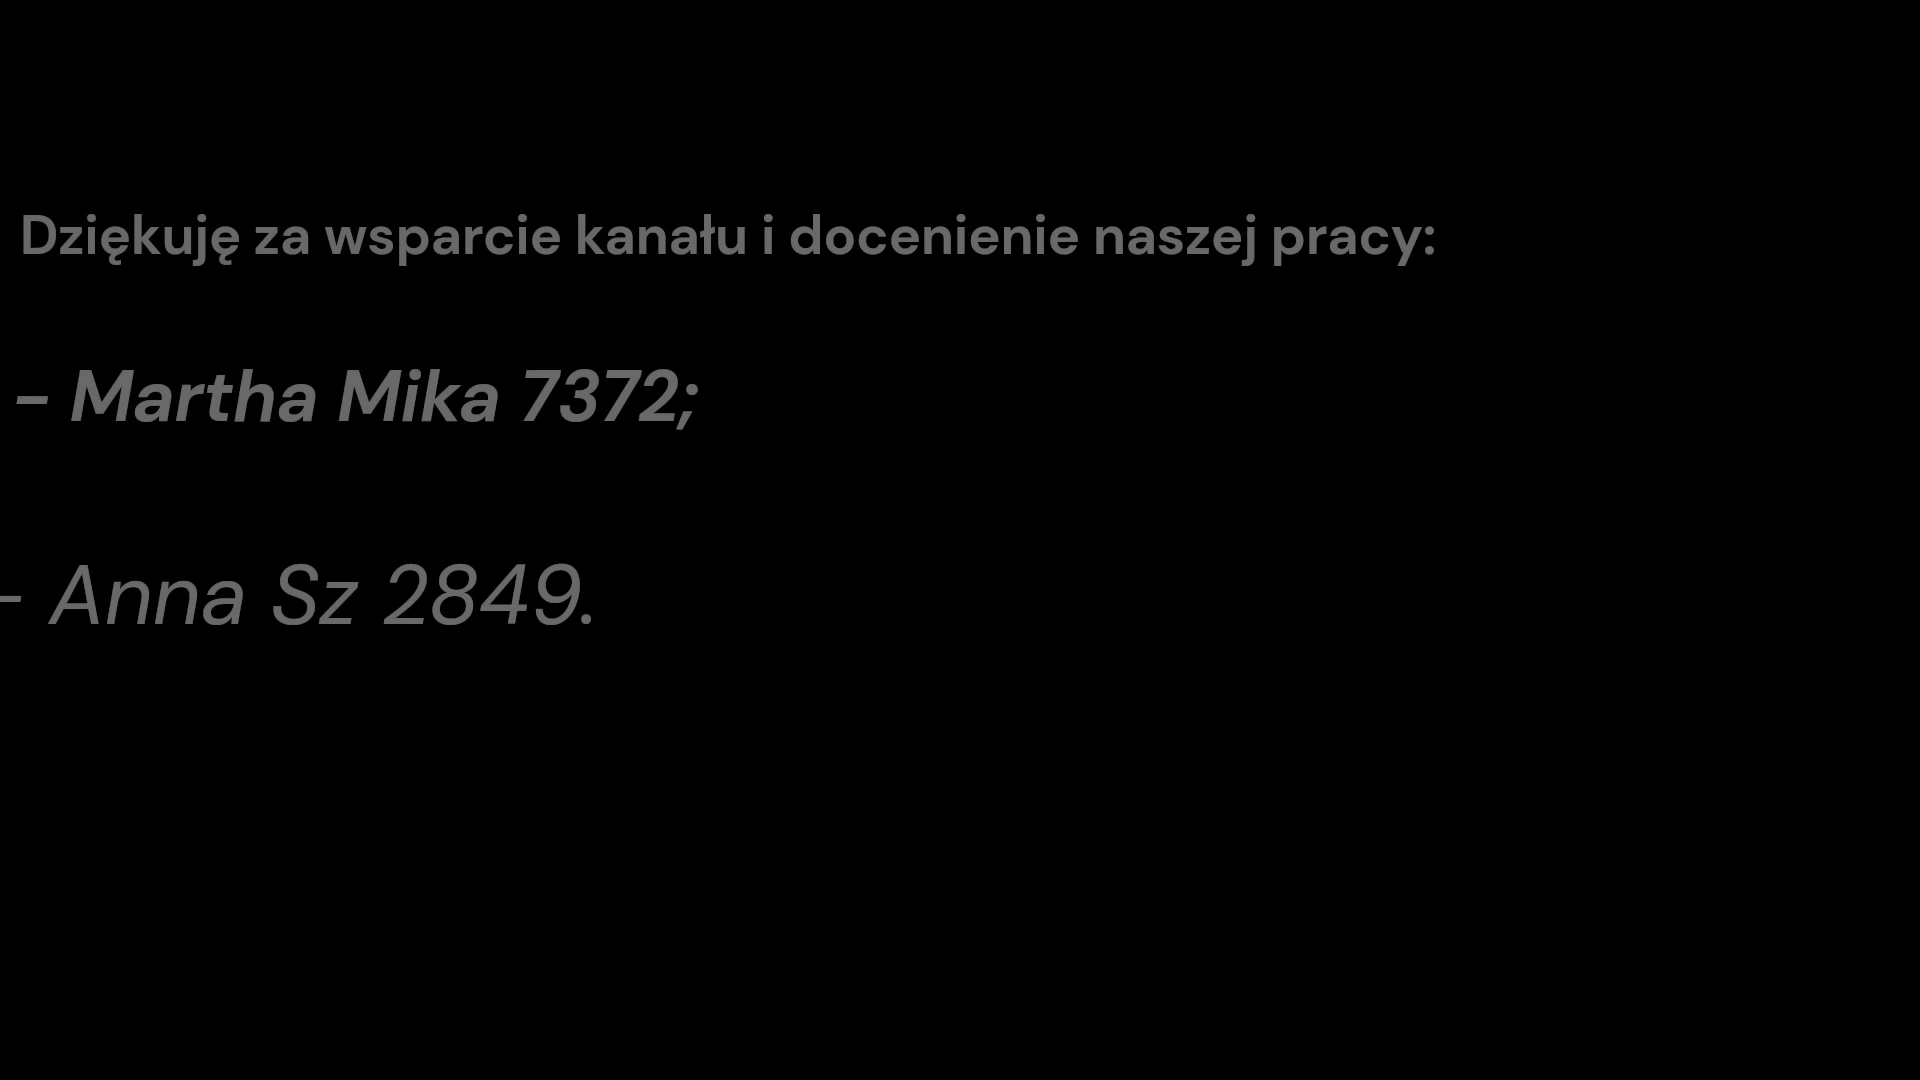 Dziękuję za wsparcie kanału i docenienie naszej pracy:
- Martha Mika 7372;
- Anna Sz 2849.